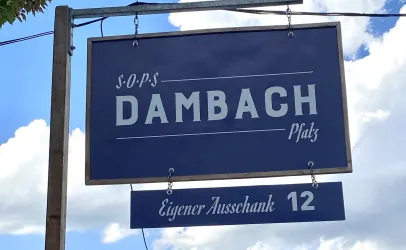 S·O·P·S
DAMBACH
Pfalz
Eigener Ausschank 12